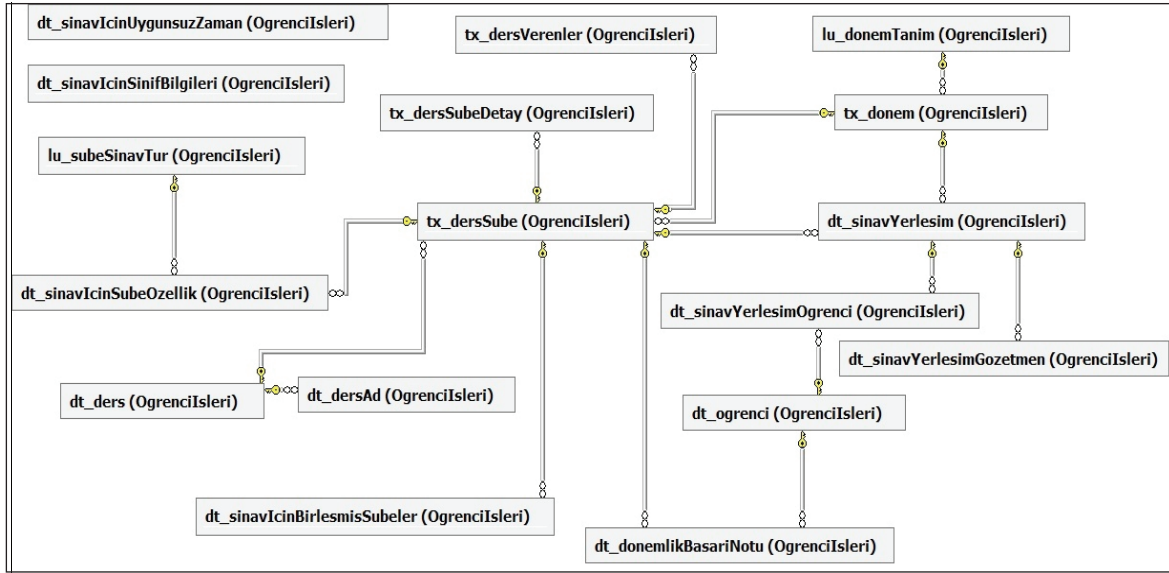 dt_sinavIcinUygunsuzZaman (OgrenciIsleri)
tx_dersVerenler (OgrenciIsleri)
lu_donemTanim (OgrenciIsleri)
dt_sinavIcinSinifBilgileri (OgrenciIsleri)
tx_dersSubeDetay (OgrenciIsleri)
tx_donem (OgrenciIsleri)
lu_subeSinavTur (OgrenciIsleri)
tx_dersSube (OgrenciIsleri)
dt_sinavYerlesim (OgrenciIsleri)
dt_sinavIcinSubeOzellik (OgrenciIsleri)
dt_sinavYerlesimOgrenci (OgrenciIsleri)
dt_sinavYerlesimGozetmen (OgrenciIsleri)
dt_ders (OgrenciIsleri)
dt_dersAd (OgrenciIsleri)
dt_ogrenci (OgrenciIsleri)
dt_sinavIcinBirlesmisSubeler (OgrenciIsleri)
dt_donemlikBasariNotu (OgrenciIsleri)